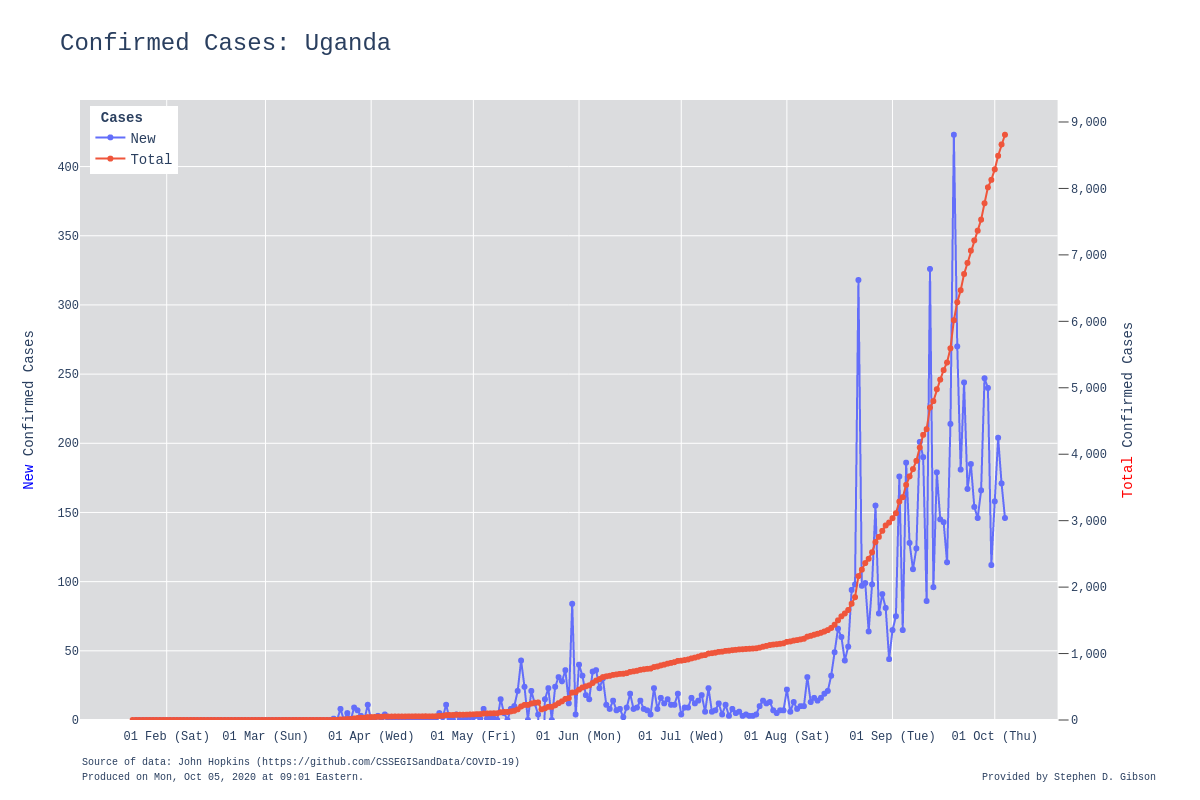 Confirmed Cases: Uganda
Cases
New
Total
400
350
300
250
200
150
100
50
0
New Confirmed Cases
9,000
8,000
7,000
6,000
5,000
4,000
3,000
2,000
1,000
0
Total Confirmed Cases
01 Feb (Sat) 01 Mar (Sun) 01 Apr (Wed) 01 May (Fri) 01 Jun (Mon) 01 Jul (Wed) 01 Aug (Sat) 01 Sep (Tue) 01 Oct (Thu)
Source of data: John Hopkins (https://github.com/CSSEGISandData/COVID-19)
Produced on Mon, Oct 05, 2020 at 09:01 Eastern.
Provided by Stephen D. Gibson